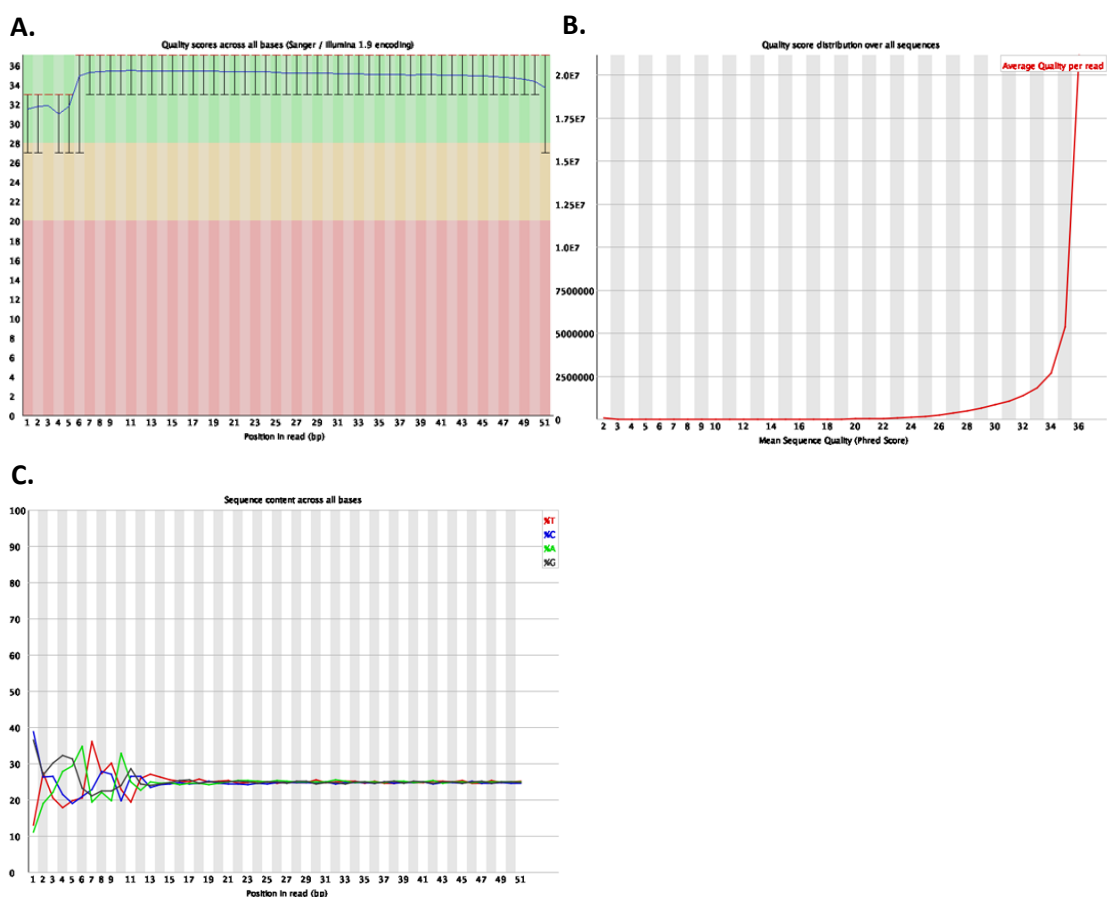 A.
Quality scores across all bases (Sanger / Illumina 1.9 encoding)
36
34
32
30
28
26
24
22
20
18
16
14
12
10
8
6
4
2
0
1 2 3 4 5 6 7 8 9 11 13 15 17 19 21 23 25 27 29 31 33 35 37 39 41 43 45 47 49 51
Position in read (bp)
B.
Quality score distribution over all sequences
Average Quality per read
2.0E7
1.75E7
1.5E7
1.25E7
1.0E7
7500000
5000000
2500000
0
2 3 4 5 6 7 8 9 10 12 14 16 18 20 22 24 26 28 30 32 34 36
Mean Sequence Quality (Phred Score)
C.
Sequence content across all bases
%T
%C
%A
%G
100
90
80
70
60
50
40
30
20
10
0
1 2 3 4 5 6 7 8 9 11 13 15 17 19 21 23 25 27 29 31 33 35 37 39 41 43 45 47 49 51
Position in read (bp)